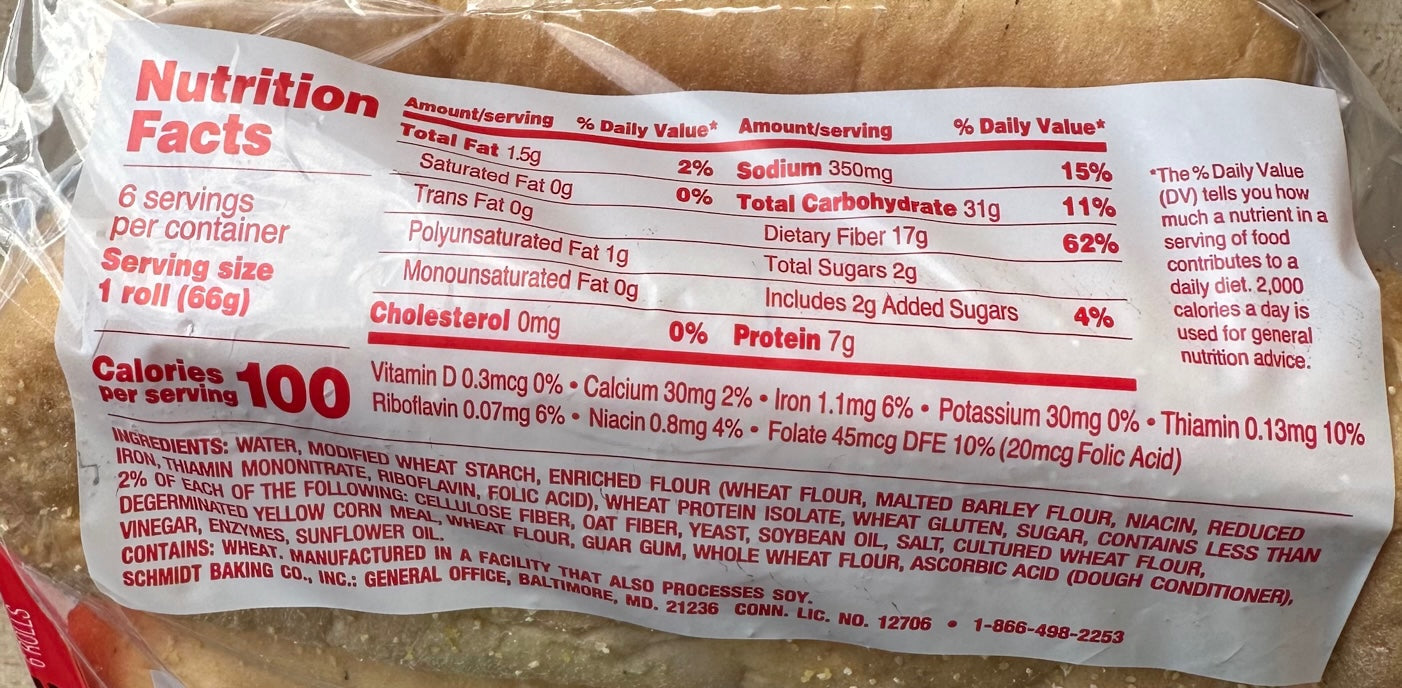 Nutrition
Facts
6 servings
per container
Serving size
1 roll (66g)
Calories
per serving 100
Amount/serving % Daily Value*
Total Fat 1.5g 2%
Saturated Fat 0g 0%
Trans Fat 0g
Polyunsaturated Fat 1g
Monounsaturated Fat 0g
Cholesterol 0mg 0%
Amount/serving % Daily Value*
Sodium 350mg 15%
Total Carbohydrate 31g 11%
Dietary Fiber 17g 62%
Total Sugars 2g
Includes 2g Added Sugars 4%
Protein 7g
*The % Daily Value
(DV) tells you how
much a nutrient in a
serving of food
contributes to a
daily diet. 2,000
calories a day is
used for general
nutrition advice.
Vitamin D 0.3mcg 0% • Calcium 30mg 2% • Iron 1.1mg 6% • Potassium 30mg 0% • Thiamin 0.13mg 10%
Riboflavin 0.07mg 6% • Niacin 0.8mg 4% • Folate 45mcg DFE 10% (20mcg Folic Acid)
INGREDIENTS: WATER, MODIFIED WHEAT STARCH, ENRICHED FLOUR (WHEAT FLOUR, MALTED BARLEY FLOUR, NIACIN, REDUCED
IRON, THIAMIN MONONITRATE, RIBOFLAVIN, FOLIC ACID), WHEAT PROTEIN ISOLATE, WHEAT GLUTEN, SUGAR, CONTAINS LESS THAN
2% OF EACH OF THE FOLLOWING: CELLULOSE FIBER, OAT FIBER, YEAST, SOYBEAN OIL, SALT, CULTURED WHEAT FLOUR,
DEGERMINATED YELLOW CORN MEAL, WHEAT FLOUR, GUAR GUM, WHOLE WHEAT FLOUR, ASCORBIC ACID (DOUGH CONDITIONER),
VINEGAR, ENZYMES, SUNFLOWER OIL.
CONTAINS: WHEAT. MANUFACTURED IN A FACILITY THAT ALSO PROCESSES SOY.
SCHMIDT BAKING CO., INC.: GENERAL OFFICE, BALTIMORE, MD. 21236 CONN. LIC. NO. 12706 • 1-866-498-2253
6 ROLLS